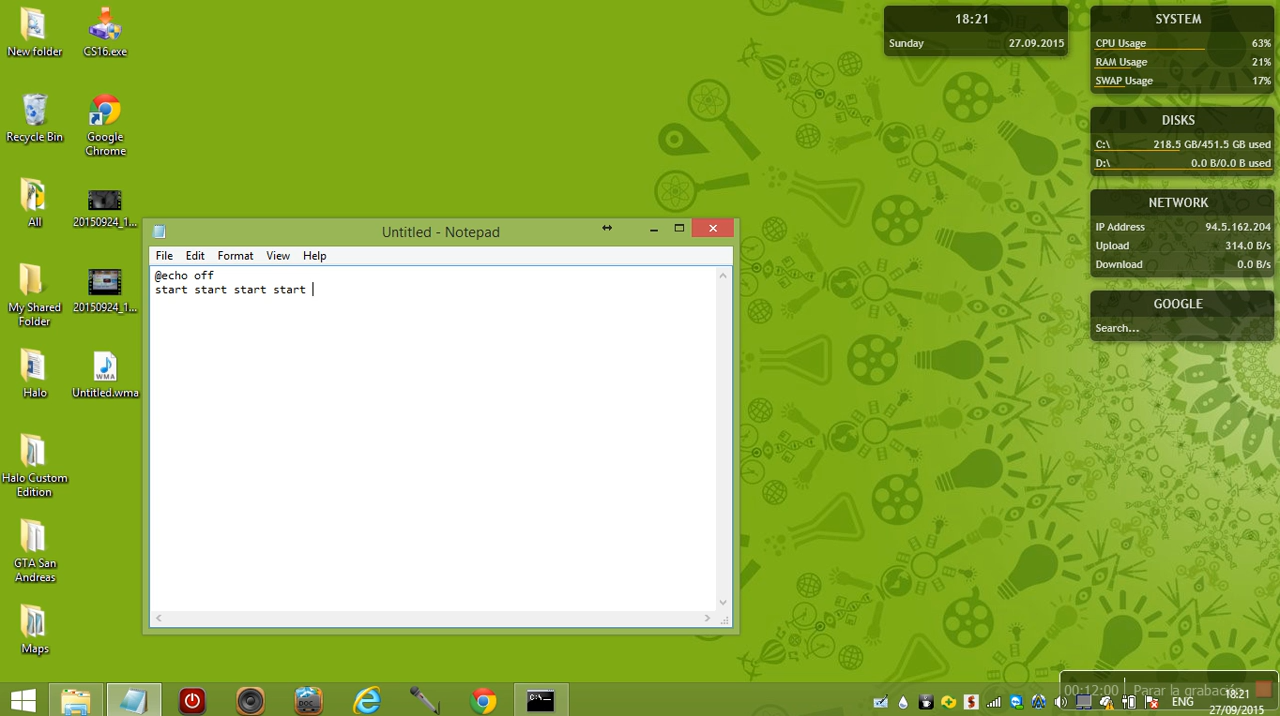 New folder
CS16.exe
Recycle Bin
Google
Chrome
All
20150924_1...
My Shared
Folder
20150924_1...
Halo
Untitled.wma
WMA
Halo Custom
Edition
GTA San
Andreas
Maps
Untitled - Notepad
File Edit Format View Help
@echo off
start start start start
18:21
Sunday 27.09.2015
SYSTEM
CPU Usage 63%
RAM Usage 21%
SWAP Usage 17%
DISKS
C:\ 218.5 GB/451.5 GB used
D:\ 0.0 B/0.0 B used
NETWORK
IP Address 94.5.162.204
Upload 314.0 B/s
Download 0.0 B/s
GOOGLE
Search...
C:\_
00:12:00 Parar la grabación
ENG
18:21
27/09/2015